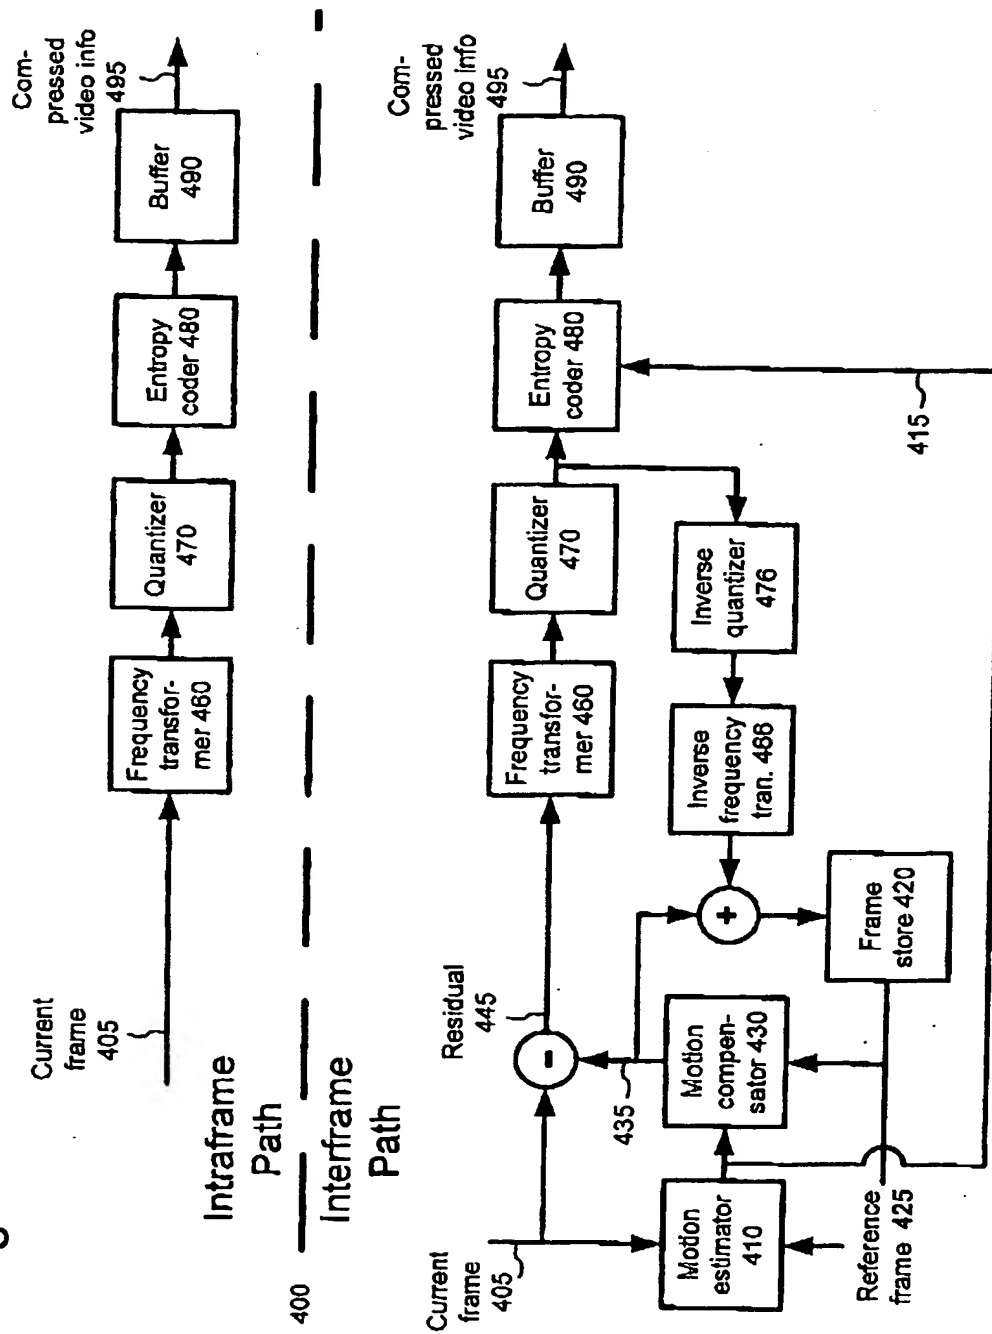 Current
frame
405
Frequency
transfor-
mer 460
Quantizer
470
Entropy
coder 480
Buffer
490
Com-
pressed
video info
495
Intraframe
Path
400
Interframe
Path
Current
frame
405
Residual
445
-
Frequency
transfor-
mer 460
Quantizer
470
Entropy
coder 480
Buffer
490
Com-
pressed
video info
495
435
+
Inverse
frequency
tran. 466
Inverse
quantizer
476
415
Motion
estimator
410
Motion
compen-
sator 430
Frame
store 420
Reference
frame 425